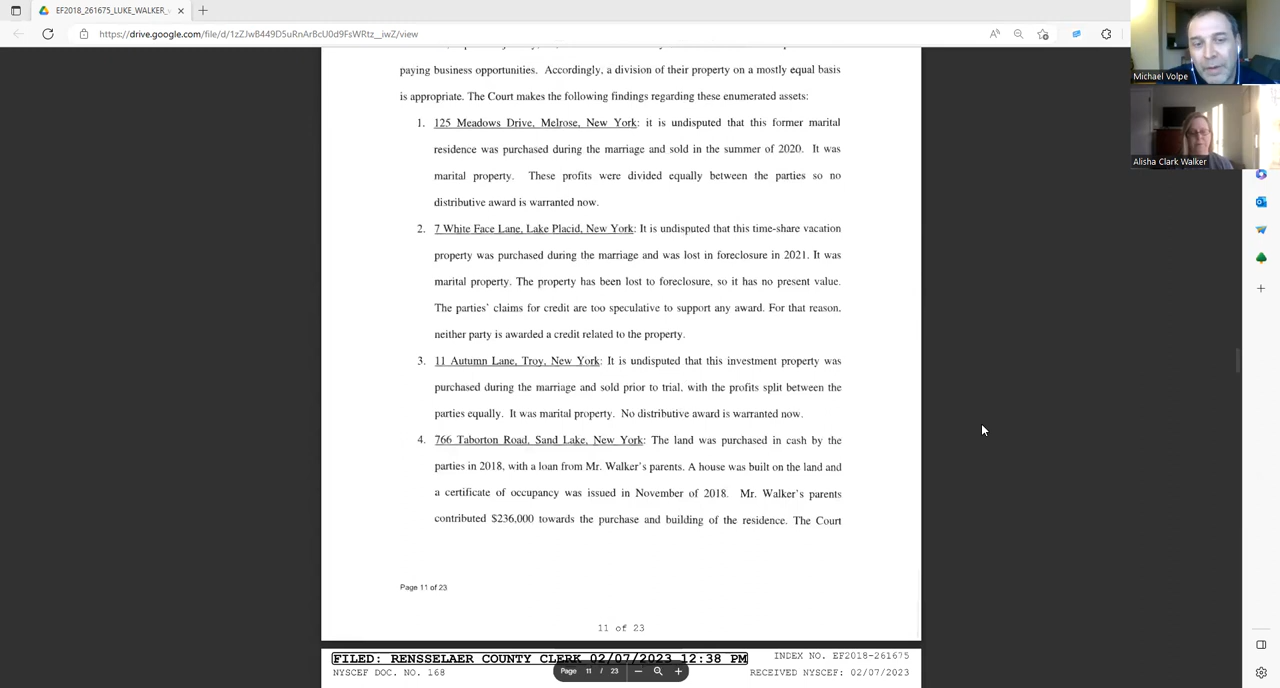 EF2018_261675_LUKE_WALKER_
https://drive.google.com/file/d/1zZJwB449D5uRnArBcU0d9FsWRtz__iwZ/view
Michael Volpe
Alisha Clark Walker
paying business opportunities. Accordingly, a division of their property on a mostly equal basis
is appropriate. The Court makes the following findings regarding these enumerated assets:
1. 125 Meadows Drive, Melrose, New York: it is undisputed that this former marital
residence was purchased during the marriage and sold in the summer of 2020. It was
marital property. These profits were divided equally between the parties so no
distributive award is warranted now.
2. 7 White Face Lane, Lake Placid, New York: It is undisputed that this time-share vacation
property was purchased during the marriage and was lost in foreclosure in 2021. It was
marital property. The property has been lost to foreclosure, so it has no present value.
The parties' claims for credit are too speculative to support any award. For that reason,
neither party is awarded a credit related to the property.
3. 11 Autumn Lane, Troy, New York: It is undisputed that this investment property was
purchased during the marriage and sold prior to trial, with the profits split between the
parties equally. It was marital property. No distributive award is warranted now.
4. 766 Taborton Road, Sand Lake, New York: The land was purchased in cash by the
parties in 2018, with a loan from Mr. Walker's parents. A house was built on the land and
a certificate of occupancy was issued in November of 2018. Mr. Walker's parents
contributed $236,000 towards the purchase and building of the residence. The Court
Page 11 of 23
11 of 23
FILED: RENSSELAER COUNTY CLERK 02/07/2023 12:38 PM
INDEX NO. EF2018-261675
NYSCEF DOC. NO. 168
Page 11 / 23
RECEIVED NYSCEF: 02/07/2023